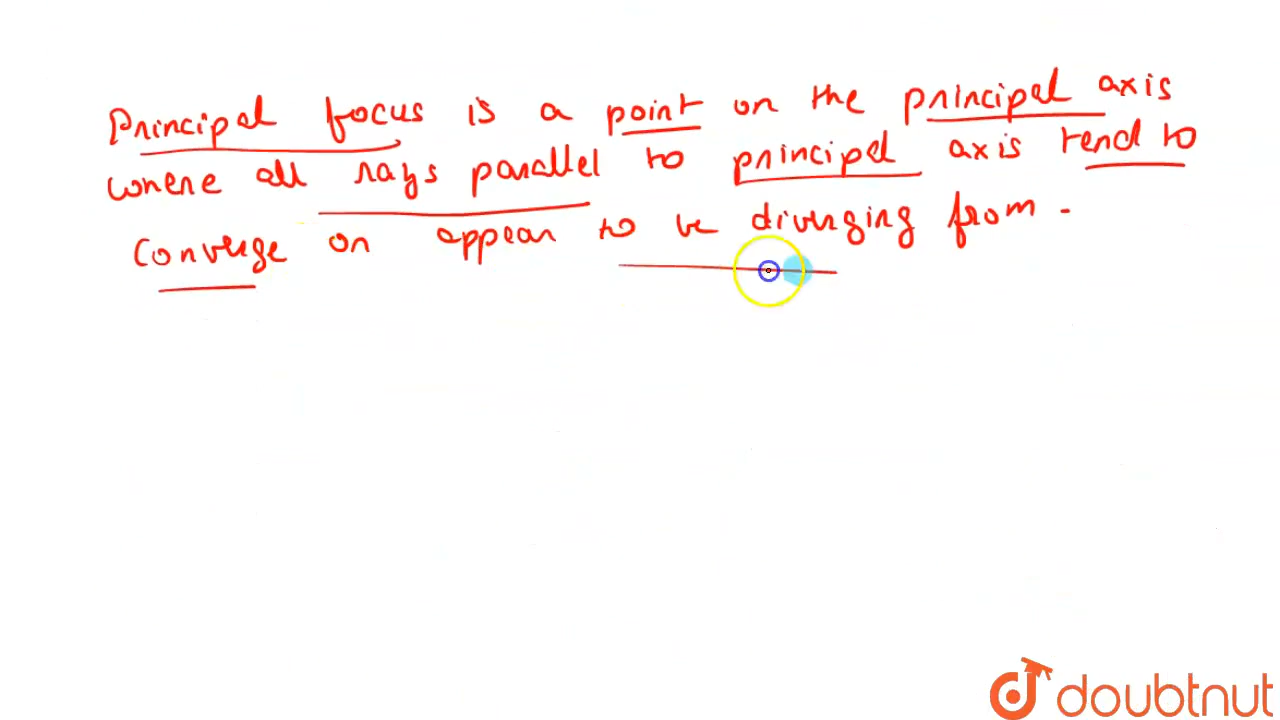 Principal focus is a point on the principal axis
where all rays parallel to principal axis tend to
converge or appear to be diverging from.
doubtnut